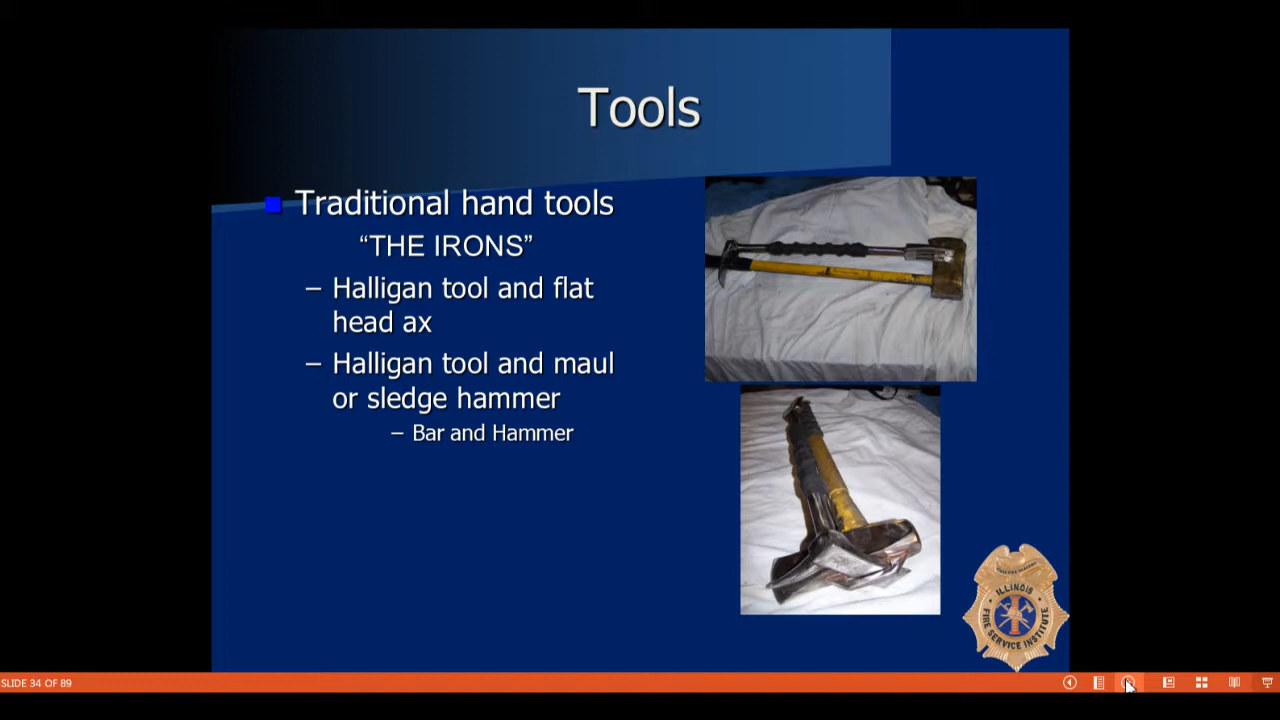 Tools
Traditional hand tools
“THE IRONS”
– Halligan tool and flat
head ax
– Halligan tool and maul
or sledge hammer
– Bar and Hammer
ILLINOIS
FIRE SERVICE INSTITUTE
SLIDE 34 OF 89